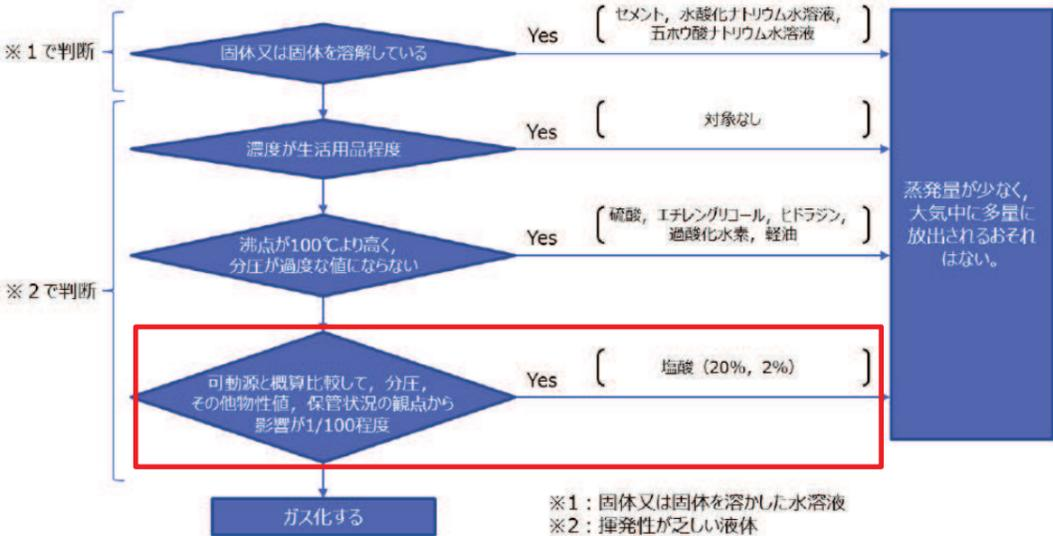 ※1で判断
固体又は固体を溶解している
Yes
セメント，水酸化ナトリウム水溶液，
五ホウ酸ナトリウム水溶液
濃度が生活用品程度
Yes
対象なし
※2で判断
沸点が100℃より高く，
分圧が過度な値にならない
Yes
硫酸，エチレングリコール，ヒドラジン，
過酸化水素，軽油
可動源と概算比較して，分圧，
その他物性値，保管状況の観点から
影響が1/100程度
Yes
塩酸（20%，2%）
蒸発量が少なく，
大気中に多量に
放出されるおそれ
はない。
ガス化する
※1：固体又は固体を溶かした水溶液
※2：揮発性が乏しい液体